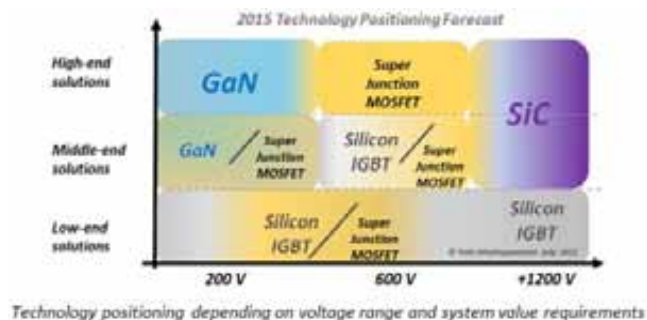 2015 Technology Positioning Forecast
High-end
solutions
GaN
Super
Junction
MOSFET
SiC
Middle-end
solutions
GaN
Super
Junction
MOSFET
Silicon
IGBT
Super
Junction
MOSFET
Low-end
solutions
Silicon
IGBT
Super
Junction
MOSFET
Silicon
IGBT
200 V
600 V
+1200 V
Technology positioning depending on voltage range and system value requirements